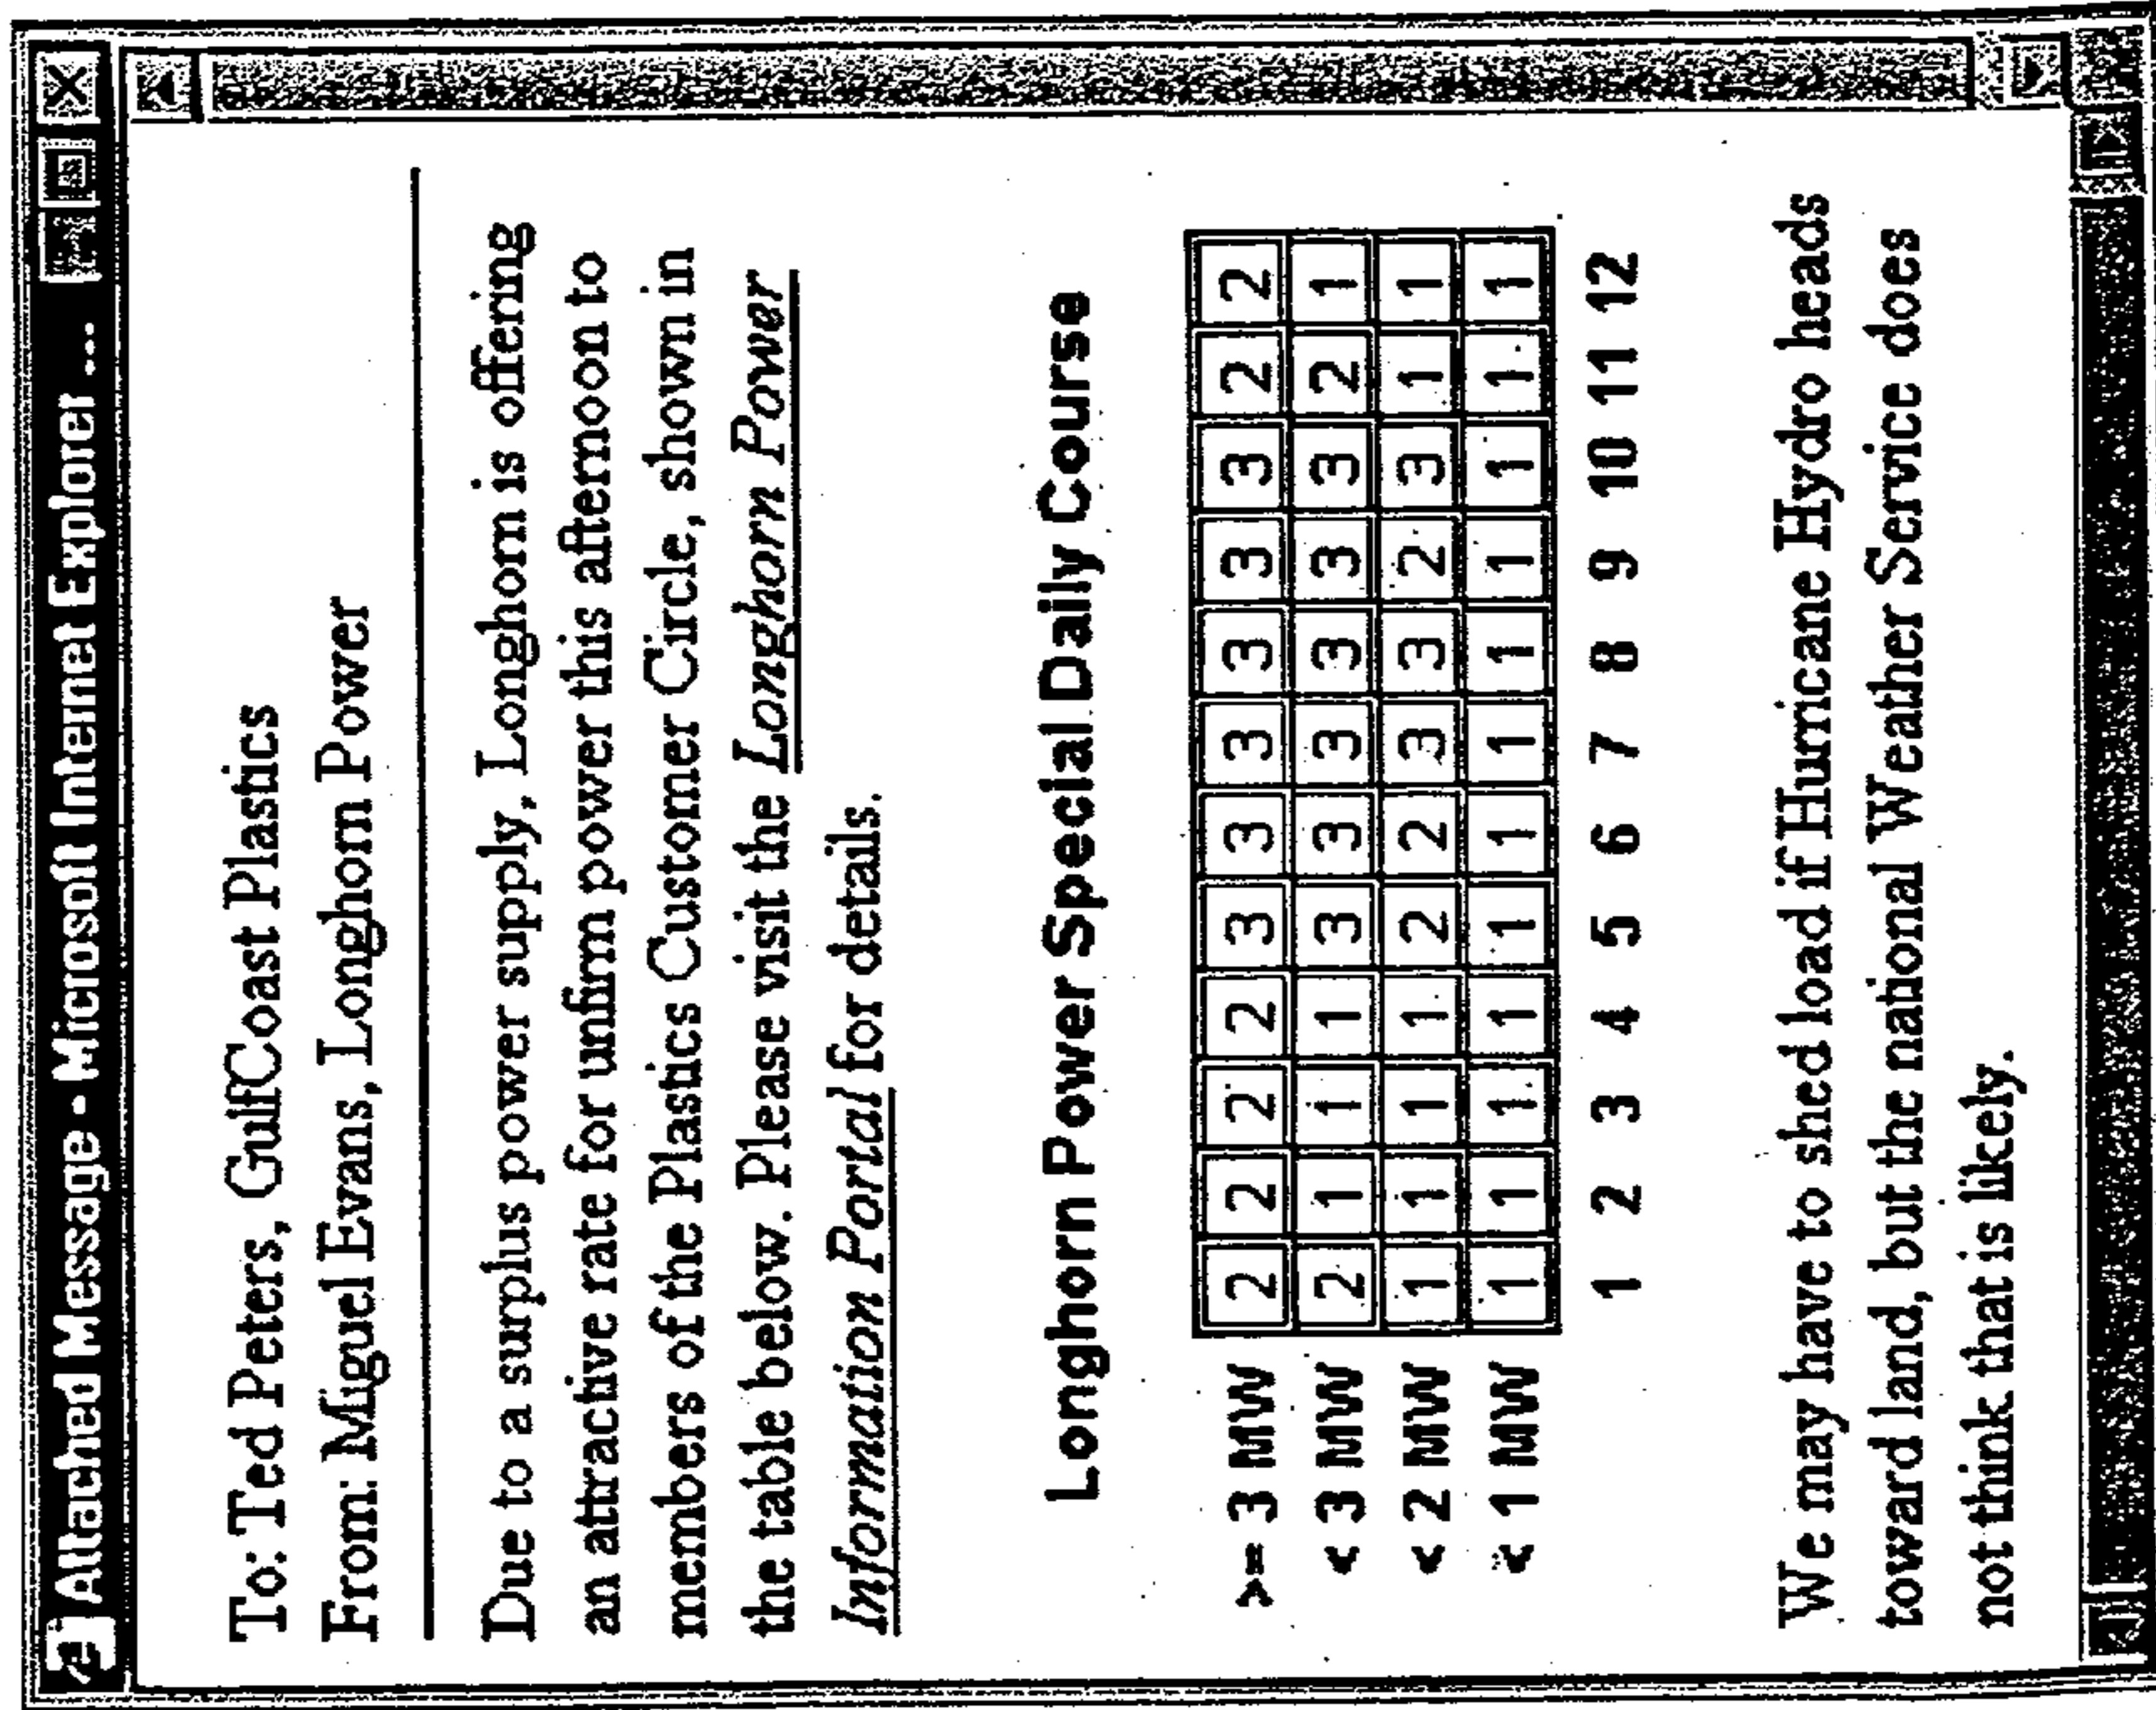 Attached Message - Microsoft Internet Explorer ...
To: Ted Peters, GulfCoast Plastics
From: Miguel Evans, Longhorn Power
Due to a surplus power supply, Longhorn is offering
an attractive rate for unfirm power this afternoon to
members of the Plastics Customer Circle, shown in
the table below. Please visit the Longhorn Power
Information Portal for details.
Longhorn Power Special Daily Course
>= 3 MW 2 2 2 2 3 3 3 3 3 3 2 2
< 3 MW 2 1 1 1 3 3 3 3 3 3 2 1
< 2 MW 1 1 1 1 2 2 3 3 2 3 1 1
< 1 MW 1 1 1 1 1 1 1 1 1 1 1 1
1 2 3 4 5 6 7 8 9 10 11 12
We may have to shed load if Hurricane Hydro heads
toward land, but the national Weather Service does
not think that is likely.